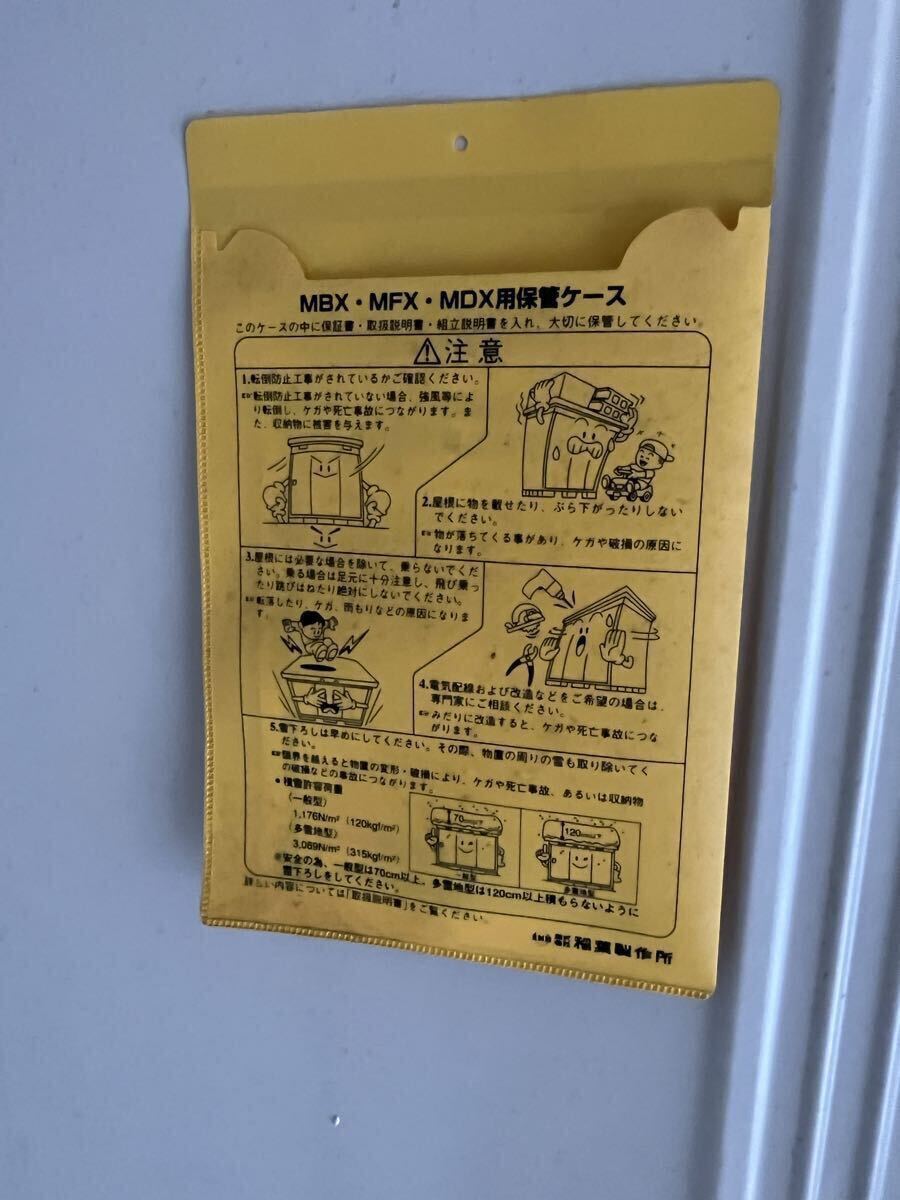 MBX・MFX・MDX用保管ケース
このケースの中に保証書・取扱説明書・組立説明書を入れ、大切に保管してください。
⚠注意
1.転倒防止工事がされているかご確認ください。
☞転倒防止工事がされていない場合、強風等によ
り転倒し、ケガや死亡事故につながります。ま
た、収納物に被害を与えます。
2.屋根に物を載せたり、ぶら下がったりしない
でください。
☞物が落ちてくる事があり、ケガや破損の原因に
なります。
3.屋根には必要な場合を除いて、乗らないでくだ
さい。乗る場合は足元に十分注意し、飛び乗っ
たり跳びはねたり絶対にしないでください。
☞転落したり、ケガ、雨もりなどの原因になりま
す。
4.電気配線および改造などをご希望の場合は、
専門家にご相談ください。
☞みだりに改造すると、ケガや死亡事故につな
がります。
5.雪下ろしは早めにしてください。その際、物置の周りの雪も取り除いてく
ださい。
☞限界を越えると物置の変形・破損により、ケガや死亡事故、あるいは収納物
の破損などの事故につながります。
●積雪許容荷重
(一般型)
1,176N/m² (120kgf/m²)
(多雪地型)
3,089N/m² (315kgf/m²)
70
一般型
120
多雪地型
※安全の為、一般型は70cm以上、多雪地型は120cm以上積もらないように
雪下ろしをしてください。
詳しい内容については「取扱説明書」をご覧ください。
稲葉製作所